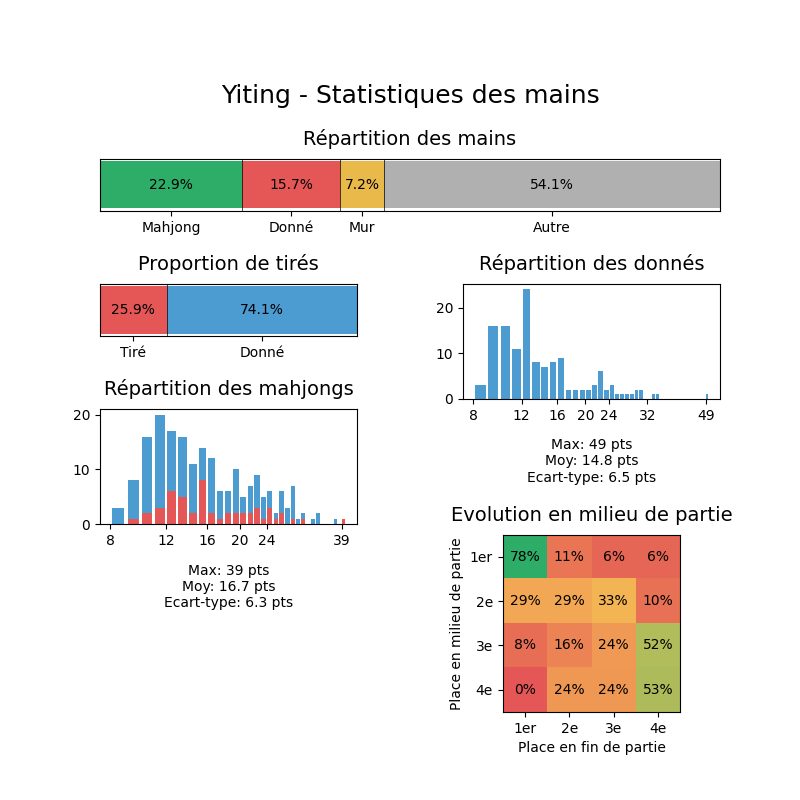 Yiting - Statistiques des mains
Répartition des mains
22.9% 15.7% 7.2% 54.1%
Mahjong Donné Mur Autre
Proportion de tirés
25.9% 74.1%
Tiré Donné
Répartition des donnés
20
10
0
8 12 16 20 24 32 49
Max: 49 pts
Moy: 14.8 pts
Ecart-type: 6.5 pts
Répartition des mahjongs
20
10
0
8 12 16 20 24 39
Max: 39 pts
Moy: 16.7 pts
Ecart-type: 6.3 pts
Evolution en milieu de partie
Place en milieu de partie
1er 78% 11% 6% 6%
2e 29% 29% 33% 10%
3e 8% 16% 24% 52%
4e 0% 24% 24% 53%
1er 2e 3e 4e
Place en fin de partie